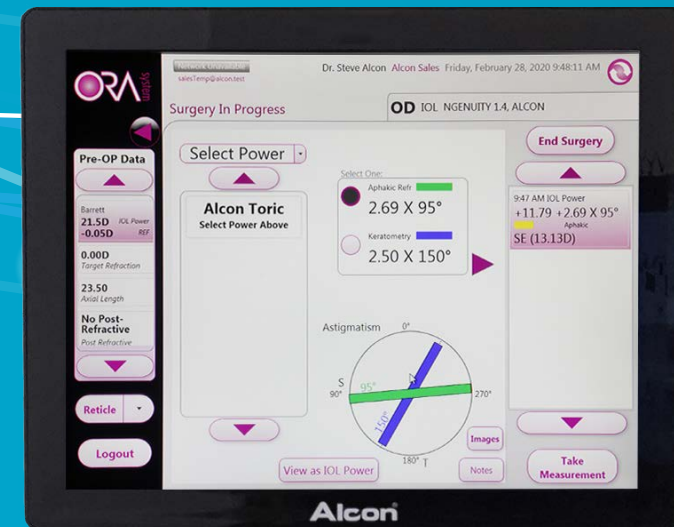 ORA system
Network Unavailable
salesTemp@alcon.test
Dr. Steve Alcon Alcon Sales Friday, February 28, 2020 9:48:11 AM
Surgery In Progress
OD IOL NGENUITY 1.4, ALCON
Pre-OP Data
Barrett
21.5D IOL Power
-0.05D REF
0.00D
Target Refraction
23.50
Axial Length
No Post-
Refractive
Post Refractive
Reticle
Logout
Select Power
Alcon Toric
Select Power Above
Select One:
Aphakic Refr
2.69 X 95°
Keratometry
2.50 X 150°
Astigmatism
0°
S
90°
95°
270°
150°
180° T
View as IOL Power
Images
Notes
End Surgery
9:47 AM IOL Power
+11.79 +2.69 X 95°
Aphakic
SE (13.13D)
Take
Measurement
Alcon